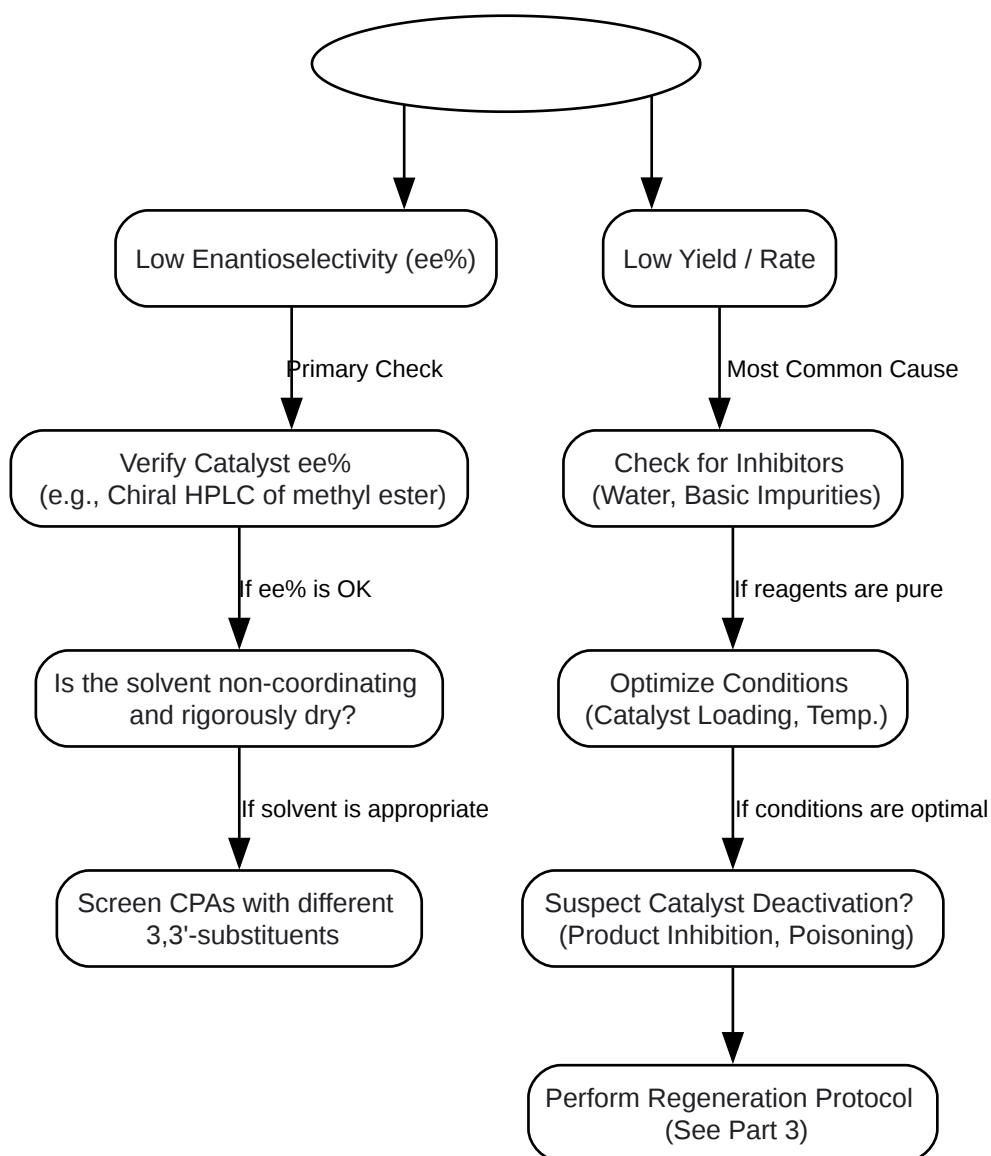 Low Enantioselectivity (ee%)
Low Yield / Rate
Primary Check
Most Common Cause
Verify Catalyst ee%
(e.g., Chiral HPLC of methyl ester)
Check for Inhibitors
(Water, Basic Impurities)
If ee% is OK
If reagents are pure
Is the solvent non-coordinating
and rigorously dry?
Optimize Conditions
(Catalyst Loading, Temp.)
If solvent is appropriate
If conditions are optimal
Screen CPAs with different
3,3'-substituents
Suspect Catalyst Deactivation?
(Product Inhibition, Poisoning)
Perform Regeneration Protocol
(See Part 3)